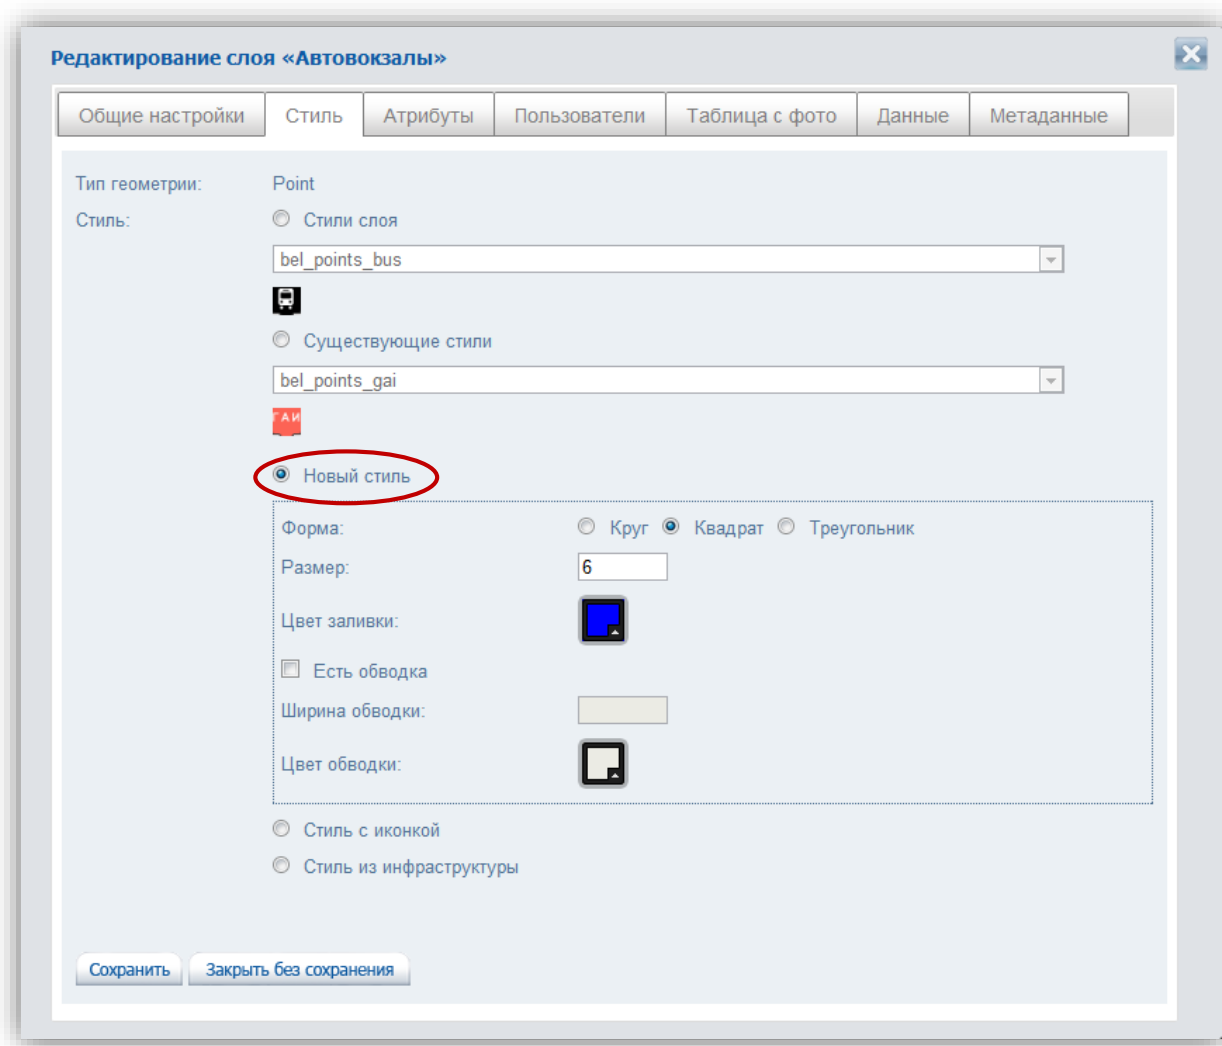 Редактирование слоя «Автовокзалы»
Общие настройки Стиль Атрибуты Пользователи Таблица с фото Данные Метаданные
Тип геометрии: Point
Стиль: Стили слоя
bel_points_bus
Существующие стили
bel_points_gai
ГАИ
Новый стиль
Форма: Круг Квадрат Треугольник
Размер: 6
Цвет заливки:
Есть обводка
Ширина обводки:
Цвет обводки:
Стиль с иконкой
Стиль из инфраструктуры
Сохранить Закрыть без сохранения